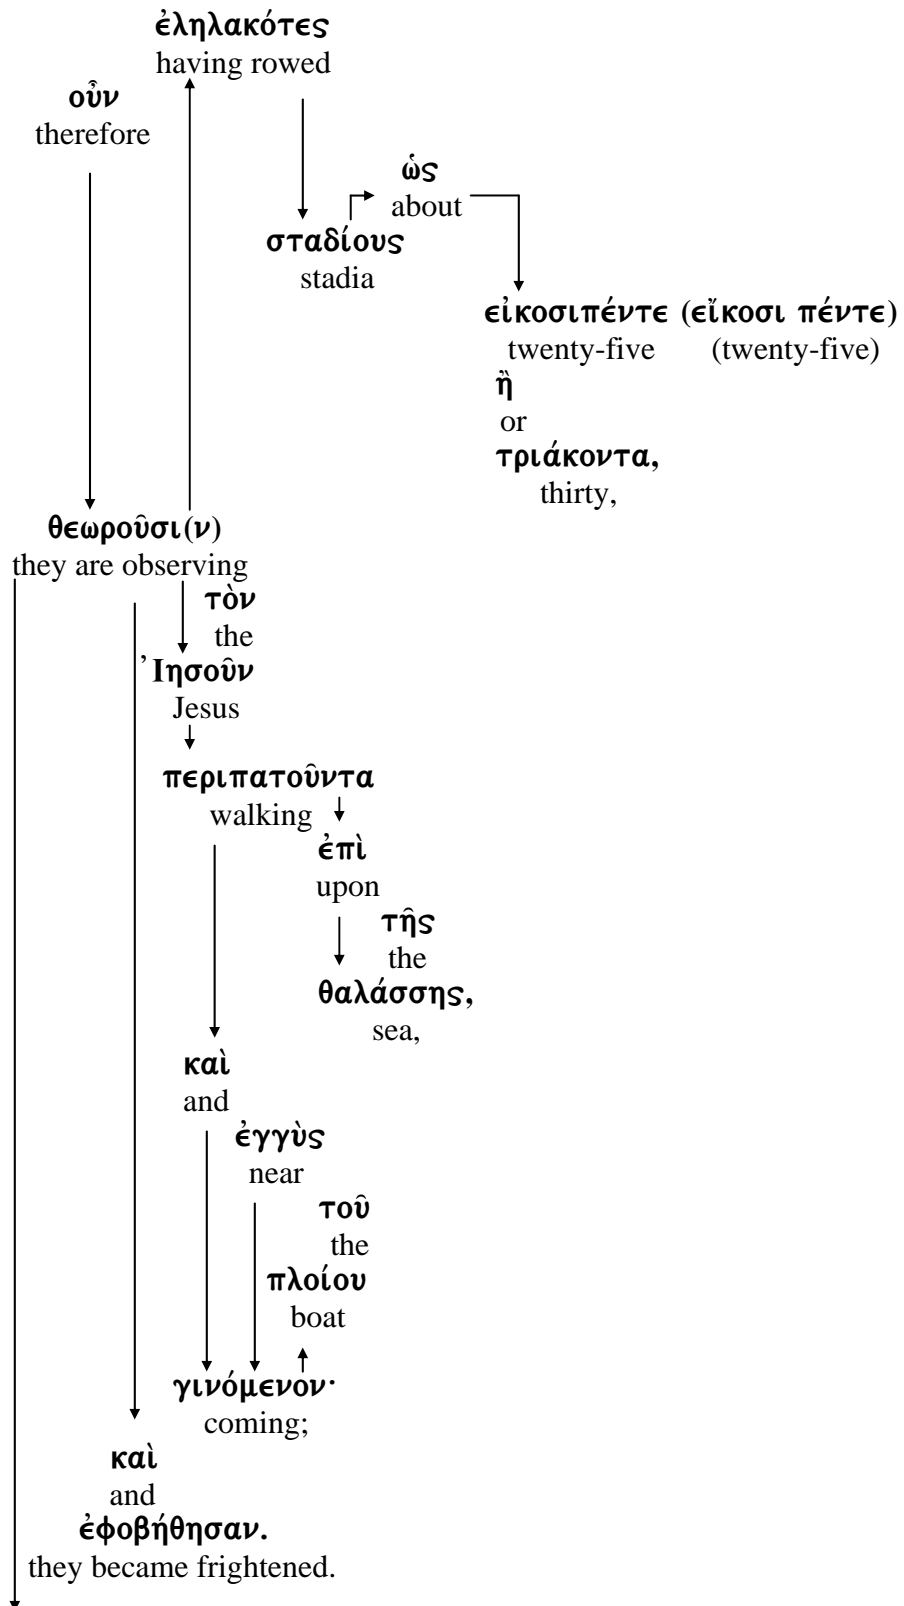 ἐληλακότες
having rowed
οὖν
therefore
ὡς
about
σταδίους
stadia
εἰκοσιπέντε (εἴκοσι πέντε)
twenty-five (twenty-five)
ἢ
or
τριάκοντα,
thirty,
θεωροῦσι(ν)
they are observing
τὸν
the
Ἰησοῦν
Jesus
περιπατοῦντα
walking
ἐπὶ
upon
τῆς
the
θαλάσσης,
sea,
καὶ
and
ἐγγὺς
near
τοῦ
the
πλοίου
boat
γινόμενον·
coming;
καὶ
and
ἐφοβήθησαν.
they became frightened.